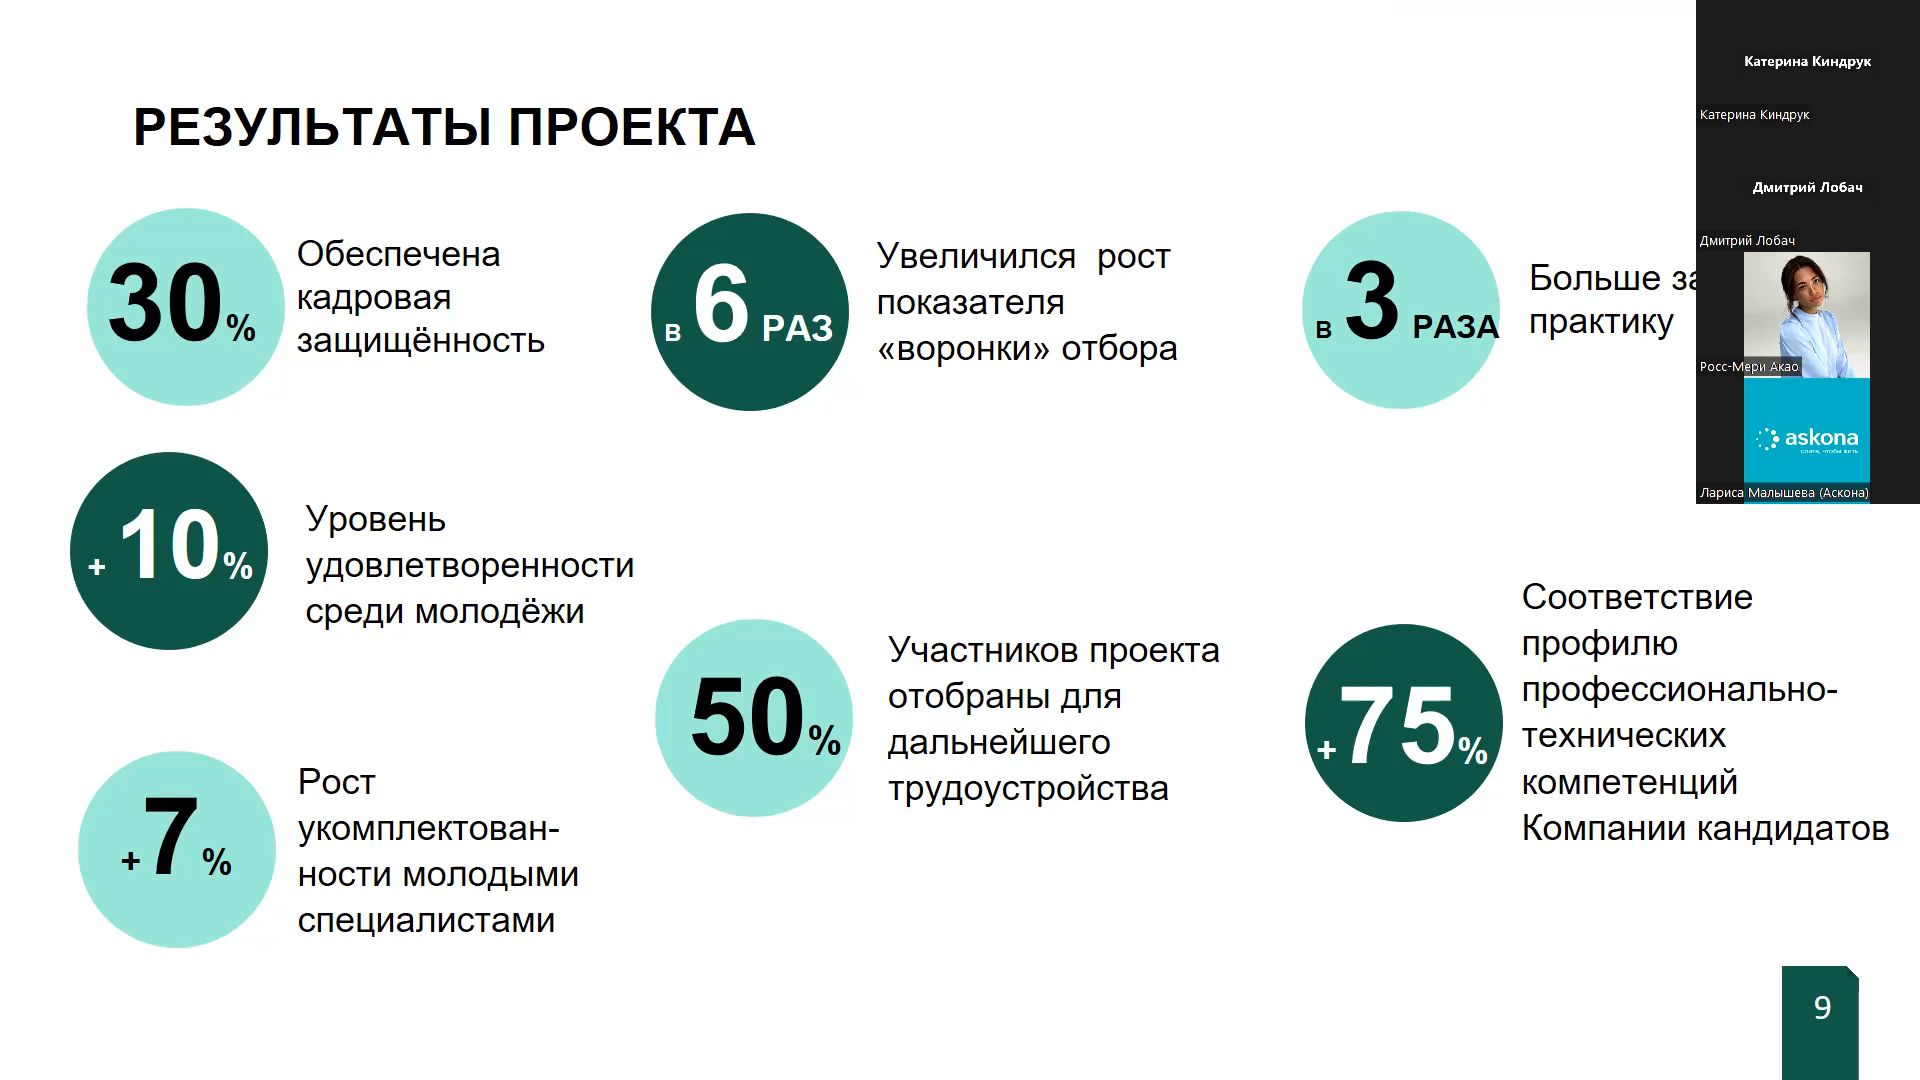 РЕЗУЛЬТАТЫ ПРОЕКТА
30%
Обеспечена
кадровая
защищённость
в 6 РАЗ
Увеличился рост
показателя
«воронки» отбора
в 3 РАЗА
Больше
практику
+ 10%
Уровень
удовлетворенности
среди молодёжи
50%
Участников проекта
отобраны для
дальнейшего
трудоустройства
+75%
Соответствие
профилю
профессионально-
технических
компетенций
Компании кандидатов
+7%
Рост
укомплектован-
ности молодыми
специалистами
9
Катерина Киндрук
Катерина Киндрук
Дмитрий Лобач
Дмитрий Лобач
Росс-Мери Акао
askona
спите, чтобы жить
Лариса Малышева (Аскона)